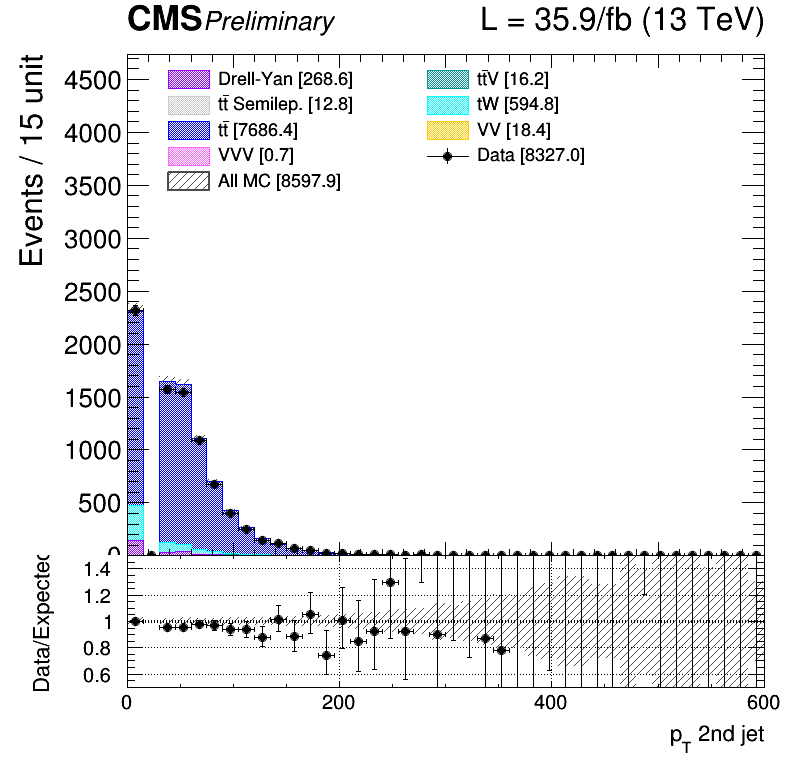 CMS Preliminary L = 35.9/fb (13 TeV)
Events / 15 unit
4500
4000
3500
3000
2500
2000
1500
1000
500
0
Drell-Yan [268.6]
tt̄ Semilep. [12.8]
tt̄ [7686.4]
VVV [0.7]
All MC [8597.9]
tt̄V [16.2]
tW [594.8]
VV [18.4]
Data [8327.0]
Data/Expected
1.4
1.2
1
0.8
0.6
0 200 400 600
p_T 2nd jet